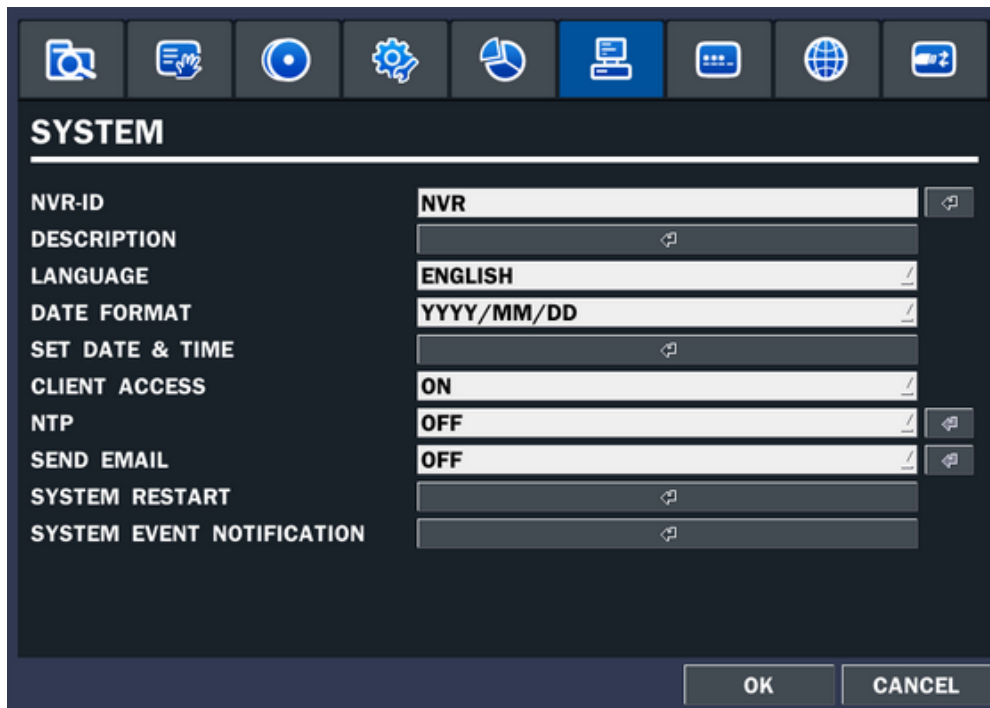 SYSTEM
NVR-ID NVR
DESCRIPTION
LANGUAGE ENGLISH
DATE FORMAT YYYY/MM/DD
SET DATE & TIME
CLIENT ACCESS ON
NTP OFF
SEND EMAIL OFF
SYSTEM RESTART
SYSTEM EVENT NOTIFICATION
OK CANCEL